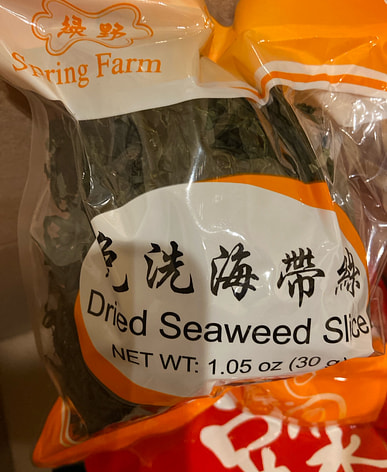 綠野
Spring Farm
免洗海帶絲
Dried Seaweed Slice
NET WT: 1.05 oz (30 g)